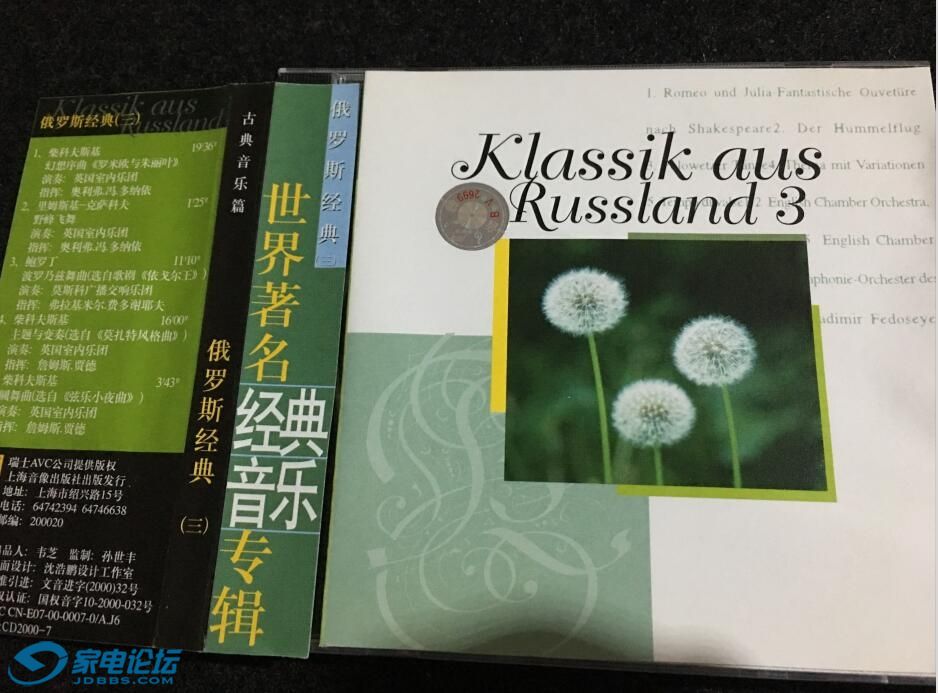 Klassik aus
Russland
俄罗斯经典(三)
1、柴科夫斯基 19'36"
幻想序曲《罗米欧与朱丽叶》
演奏: 英国室内乐团
指挥: 奥利弗.冯.多纳依
2、里姆斯基-克萨科夫 1'25"
野蜂飞舞
演奏: 英国室内乐团
指挥: 奥利弗.冯.多纳依
3、鲍罗丁 11'10"
波罗乃兹舞曲(选自歌剧《依戈尔王》)
演奏: 莫斯科广播交响乐团
指挥: 弗拉基米尔.费多谢耶夫
4、柴科夫斯基 16'00"
主题与变奏(选自《莫扎特风格曲》)
演奏: 英国室内乐团
指挥: 詹姆斯.贾德
柴科夫斯基 3'43"
圆舞曲(选自《弦乐小夜曲》)
演奏: 英国室内乐团
指挥: 詹姆斯.贾德
瑞士AVC公司提供版权
上海音像出版社出版发行
地址: 上海市绍兴路15号
电话: 64742394 64746638
邮编: 200020
出品人: 韦芝 监制: 孙世丰
面设计: 沈浩鹏设计工作室
准引进: 文音进字(2000)32号
权认证: 国权音字10-2000-032号
C CN-E07-00-0007-0/A.J6
CD2000-7
古典音乐篇
俄罗斯经典
(三)
世界著名
经典
音乐
专辑
俄罗斯经典
(三)
1. Romeo und Julia-Fantastische Ouvetüre
nach Shakespeare2. Der Hummelflug
Klassik aus
mit Variationen
Russland 3
English Chamber Orchestra,
English Chamber
phonie-Orchester des
adimir Fedoseye
家电论坛
JDBBS.COM